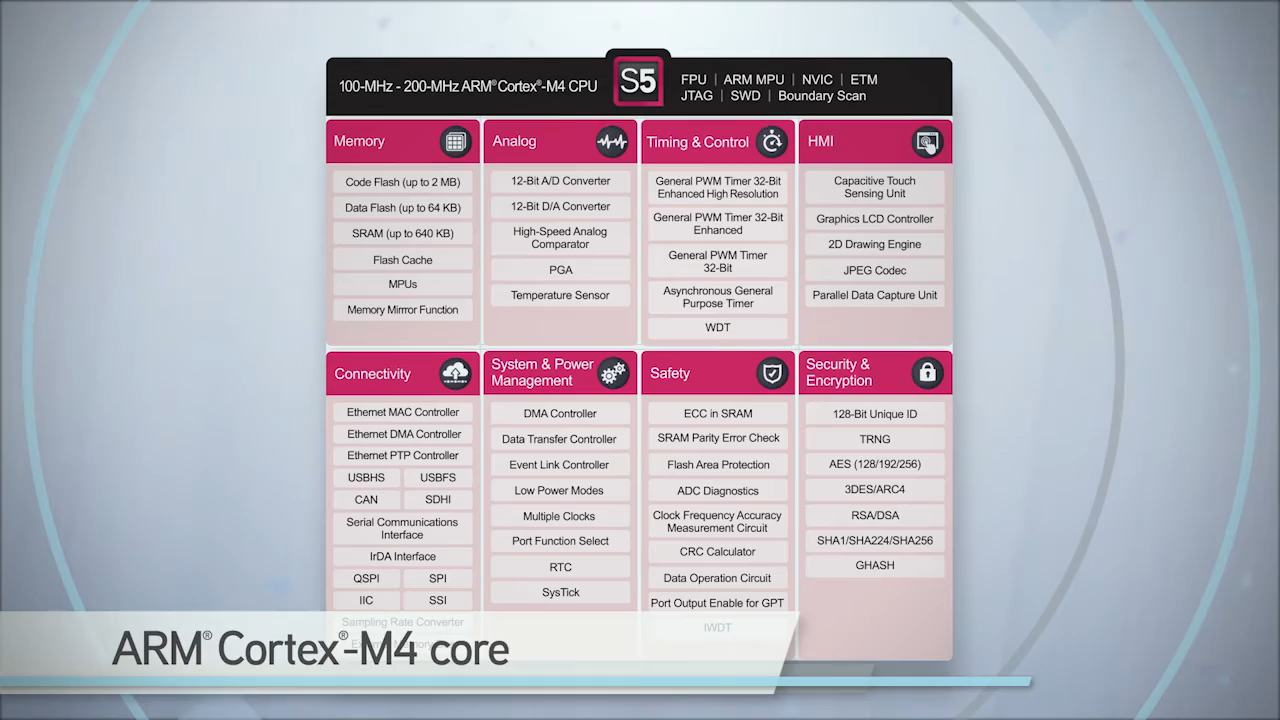 100-MHz - 200-MHz ARM®Cortex®-M4 CPU
S5
FPU | ARM MPU | NVIC | ETM
JTAG | SWD | Boundary Scan
Memory
Code Flash (up to 2 MB)
Data Flash (up to 64 KB)
SRAM (up to 640 KB)
Flash Cache
MPUs
Memory Mirrror Function
Analog
12-Bit A/D Converter
12-Bit D/A Converter
High-Speed Analog
Comparator
PGA
Temperature Sensor
Timing & Control
General PWM Timer 32-Bit
Enhanced High Resolution
General PWM Timer 32-Bit
Enhanced
General PWM Timer
32-Bit
Asynchronous General
Purpose Timer
WDT
HMI
Capacitive Touch
Sensing Unit
Graphics LCD Controller
2D Drawing Engine
JPEG Codec
Parallel Data Capture Unit
Connectivity
Ethernet MAC Controller
Ethernet DMA Controller
Ethernet PTP Controller
USBHS USBFS
CAN SDHI
Serial Communications
Interface
IrDA Interface
QSPI SPI
IIC SSI
Sampling Rate Converter
System & Power
Management
DMA Controller
Data Transfer Controller
Event Link Controller
Low Power Modes
Multiple Clocks
Port Function Select
RTC
SysTick
Safety
ECC in SRAM
SRAM Parity Error Check
Flash Area Protection
ADC Diagnostics
Clock Frequency Accuracy
Measurement Circuit
CRC Calculator
Data Operation Circuit
Port Output Enable for GPT
IWDT
Security &
Encryption
128-Bit Unique ID
TRNG
AES (128/192/256)
3DES/ARC4
RSA/DSA
SHA1/SHA224/SHA256
GHASH
ARM® Cortex®-M4 core